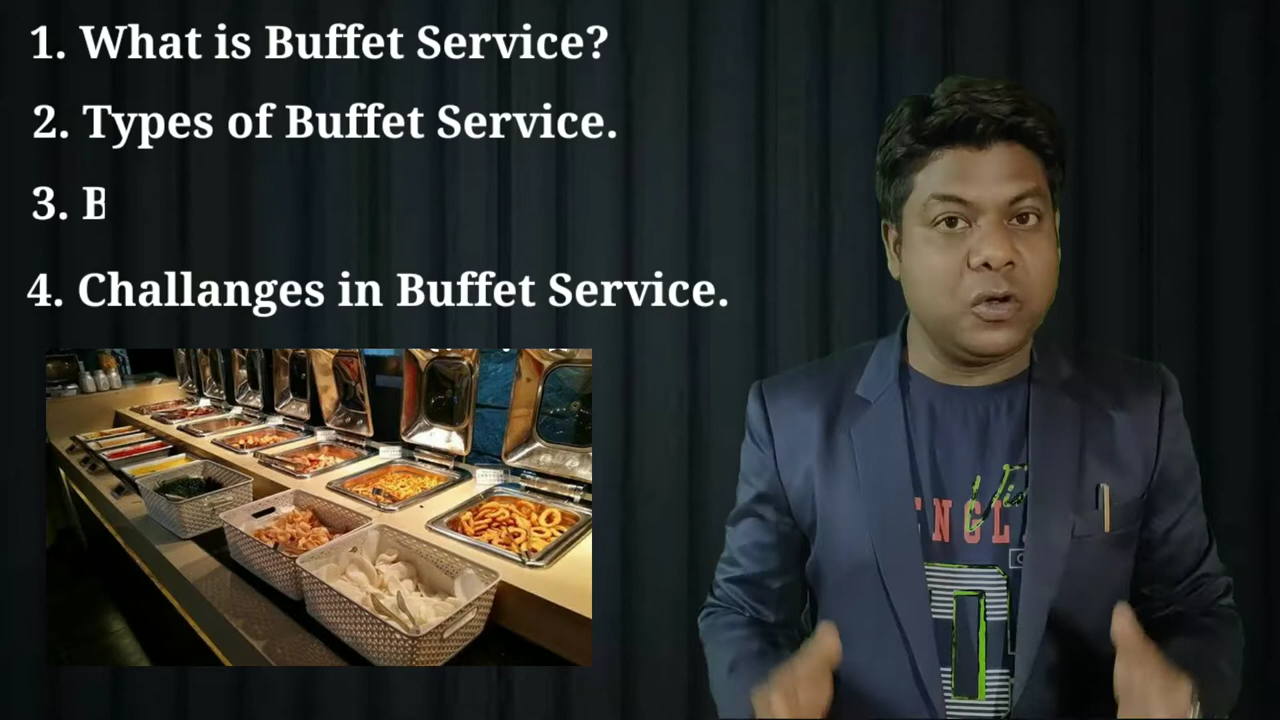 1. What is Buffet Service?
2. Types of Buffet Service.
3. B
4. Challanges in Buffet Service.